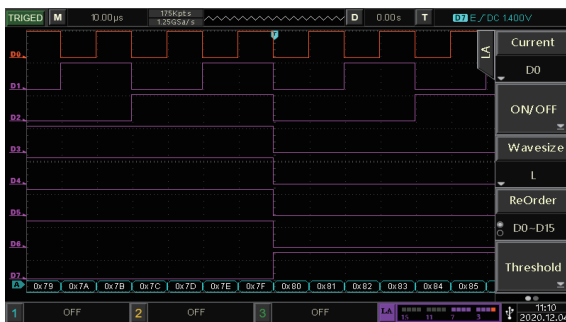 TRIGED M 10.00μs 175Kpts 1.25GSa/s D 0.00s T D7 E/DC 1.400V
LA
Current
D0
D0
D1
ON/OFF
D2
D3
Wavesize
L
D4
ReOrder
D5
D0~D15
D6
Threshold
D7
0x79 0x7A 0x7B 0x7C 0x7D 0x7E 0x7F 0x80 0x81 0x82 0x83 0x84 0x85
1 OFF 2 OFF 3 OFF LA 15 11 7 3 11:10
2020.12.04